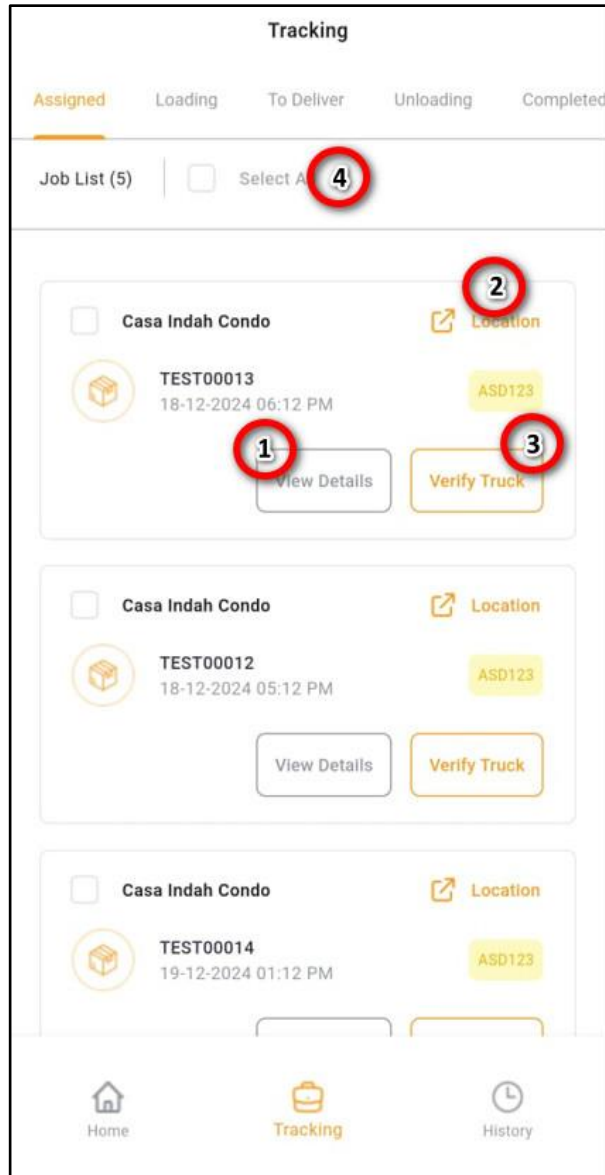 Tracking
Assigned Loading To Deliver Unloading Completed
Job List (5) Select A 4
2
Casa Indah Condo Location
TEST00013 ASD123
18-12-2024 06:12 PM
1 3
View Details Verify Truck
Casa Indah Condo Location
TEST00012 ASD123
18-12-2024 05:12 PM
View Details Verify Truck
Casa Indah Condo Location
TEST00014 ASD123
19-12-2024 01:12 PM
Home Tracking History